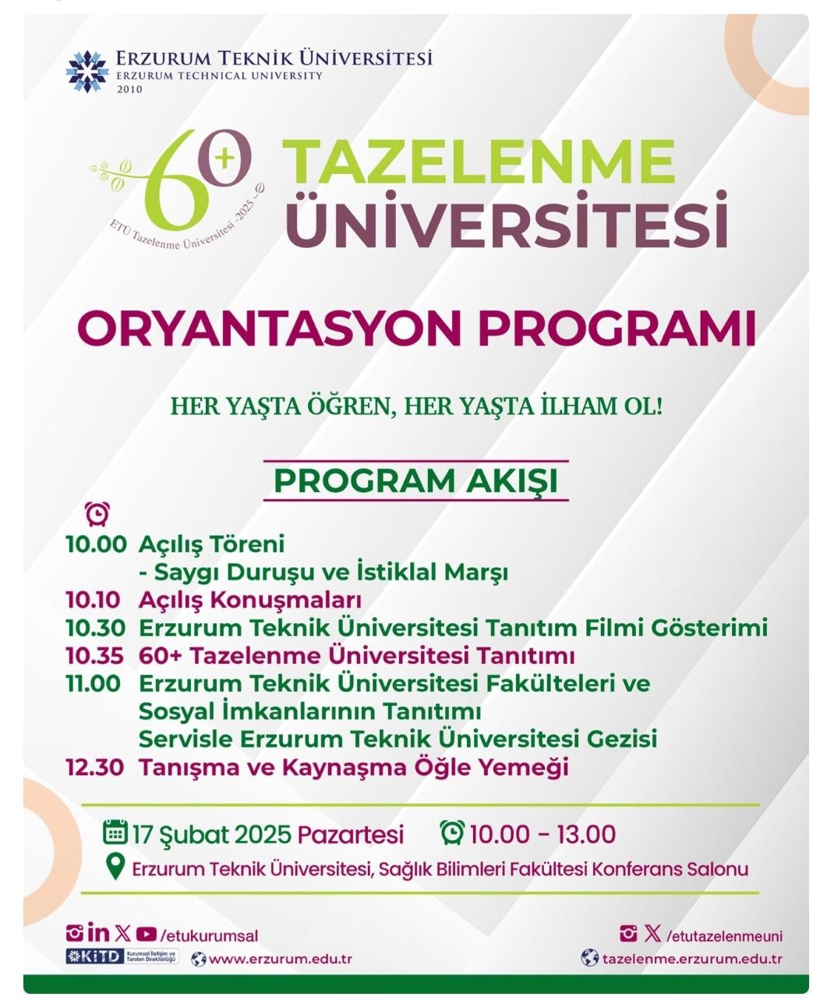 ERZURUM TEKNİK ÜNİVERSİTESİ
ERZURUM TECHNICAL UNIVERSITY
2010
60+
ETÜ Tazelenme Üniversitesi -2025-
TAZELENME
ÜNİVERSİTESİ
ORYANTASYON PROGRAMI
HER YAŞTA ÖĞREN, HER YAŞTA İLHAM OL!
PROGRAM AKIŞI
10.00 Açılış Töreni
- Saygı Duruşu ve İstiklal Marşı
10.10 Açılış Konuşmaları
10.30 Erzurum Teknik Üniversitesi Tanıtım Filmi Gösterimi
10.35 60+ Tazelenme Üniversitesi Tanıtımı
11.00 Erzurum Teknik Üniversitesi Fakülteleri ve
Sosyal İmkanlarının Tanıtımı
Servisle Erzurum Teknik Üniversitesi Gezisi
12.30 Tanışma ve Kaynaşma Öğle Yemeği
17 Şubat 2025 Pazartesi 10.00 - 13.00
Erzurum Teknik Üniversitesi, Sağlık Bilimleri Fakültesi Konferans Salonu
in X /etukurumsal
X /etutazelenmeuni
KİTD Kurumsal İletişim ve
Tanıtım Direktörlüğü
www.erzurum.edu.tr
tazelenme.erzurum.edu.tr